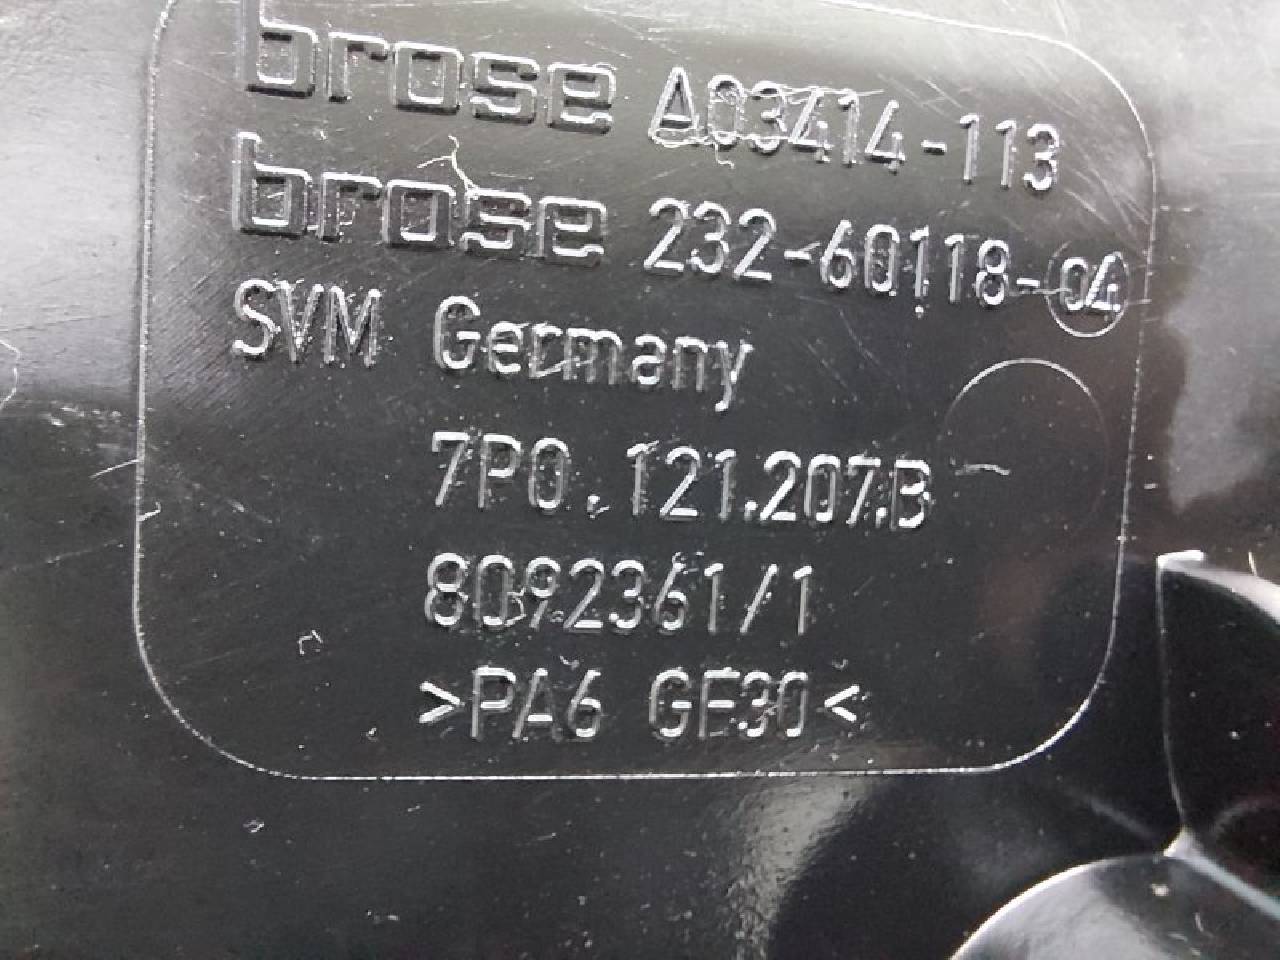 brose A03414-113
brose 232-60118-04
SVM Germany
7P0.121.207.B
8092361/1
>PA6 GF30<